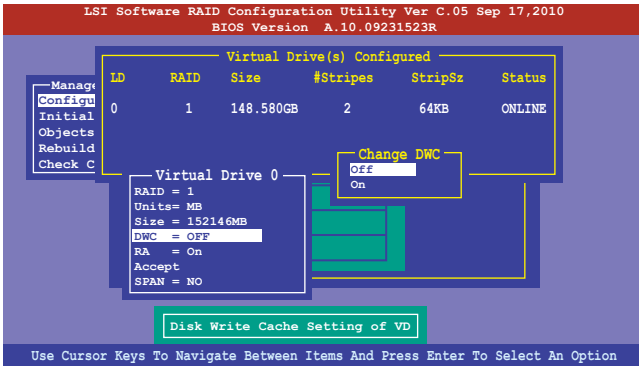 LSI Software RAID Configuration Utility Ver C.05 Sep 17,2010
BIOS Version A.10.09231523R
Virtual Drive(s) Configured
LD RAID Size #Stripes StripSz Status
0 1 148.580GB 2 64KB ONLINE
Manage
Configu
Initial
Objects
Rebuild
Check C
Change DWC
Off
On
Virtual Drive 0
RAID = 1
Units= MB
Size = 152146MB
DWC = OFF
RA = On
Accept
SPAN = NO
Disk Write Cache Setting of VD
Use Cursor Keys To Navigate Between Items And Press Enter To Select An Option